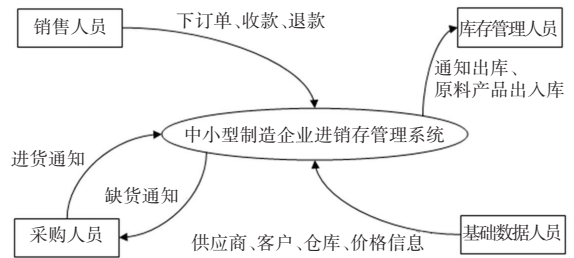 销售人员
下订单、收款、退款
库存管理人员
通知出库、
原料产品出入库
中小型制造企业进销存管理系统
进货通知
缺货通知
采购人员
供应商、客户、仓库、价格信息
基础数据人员